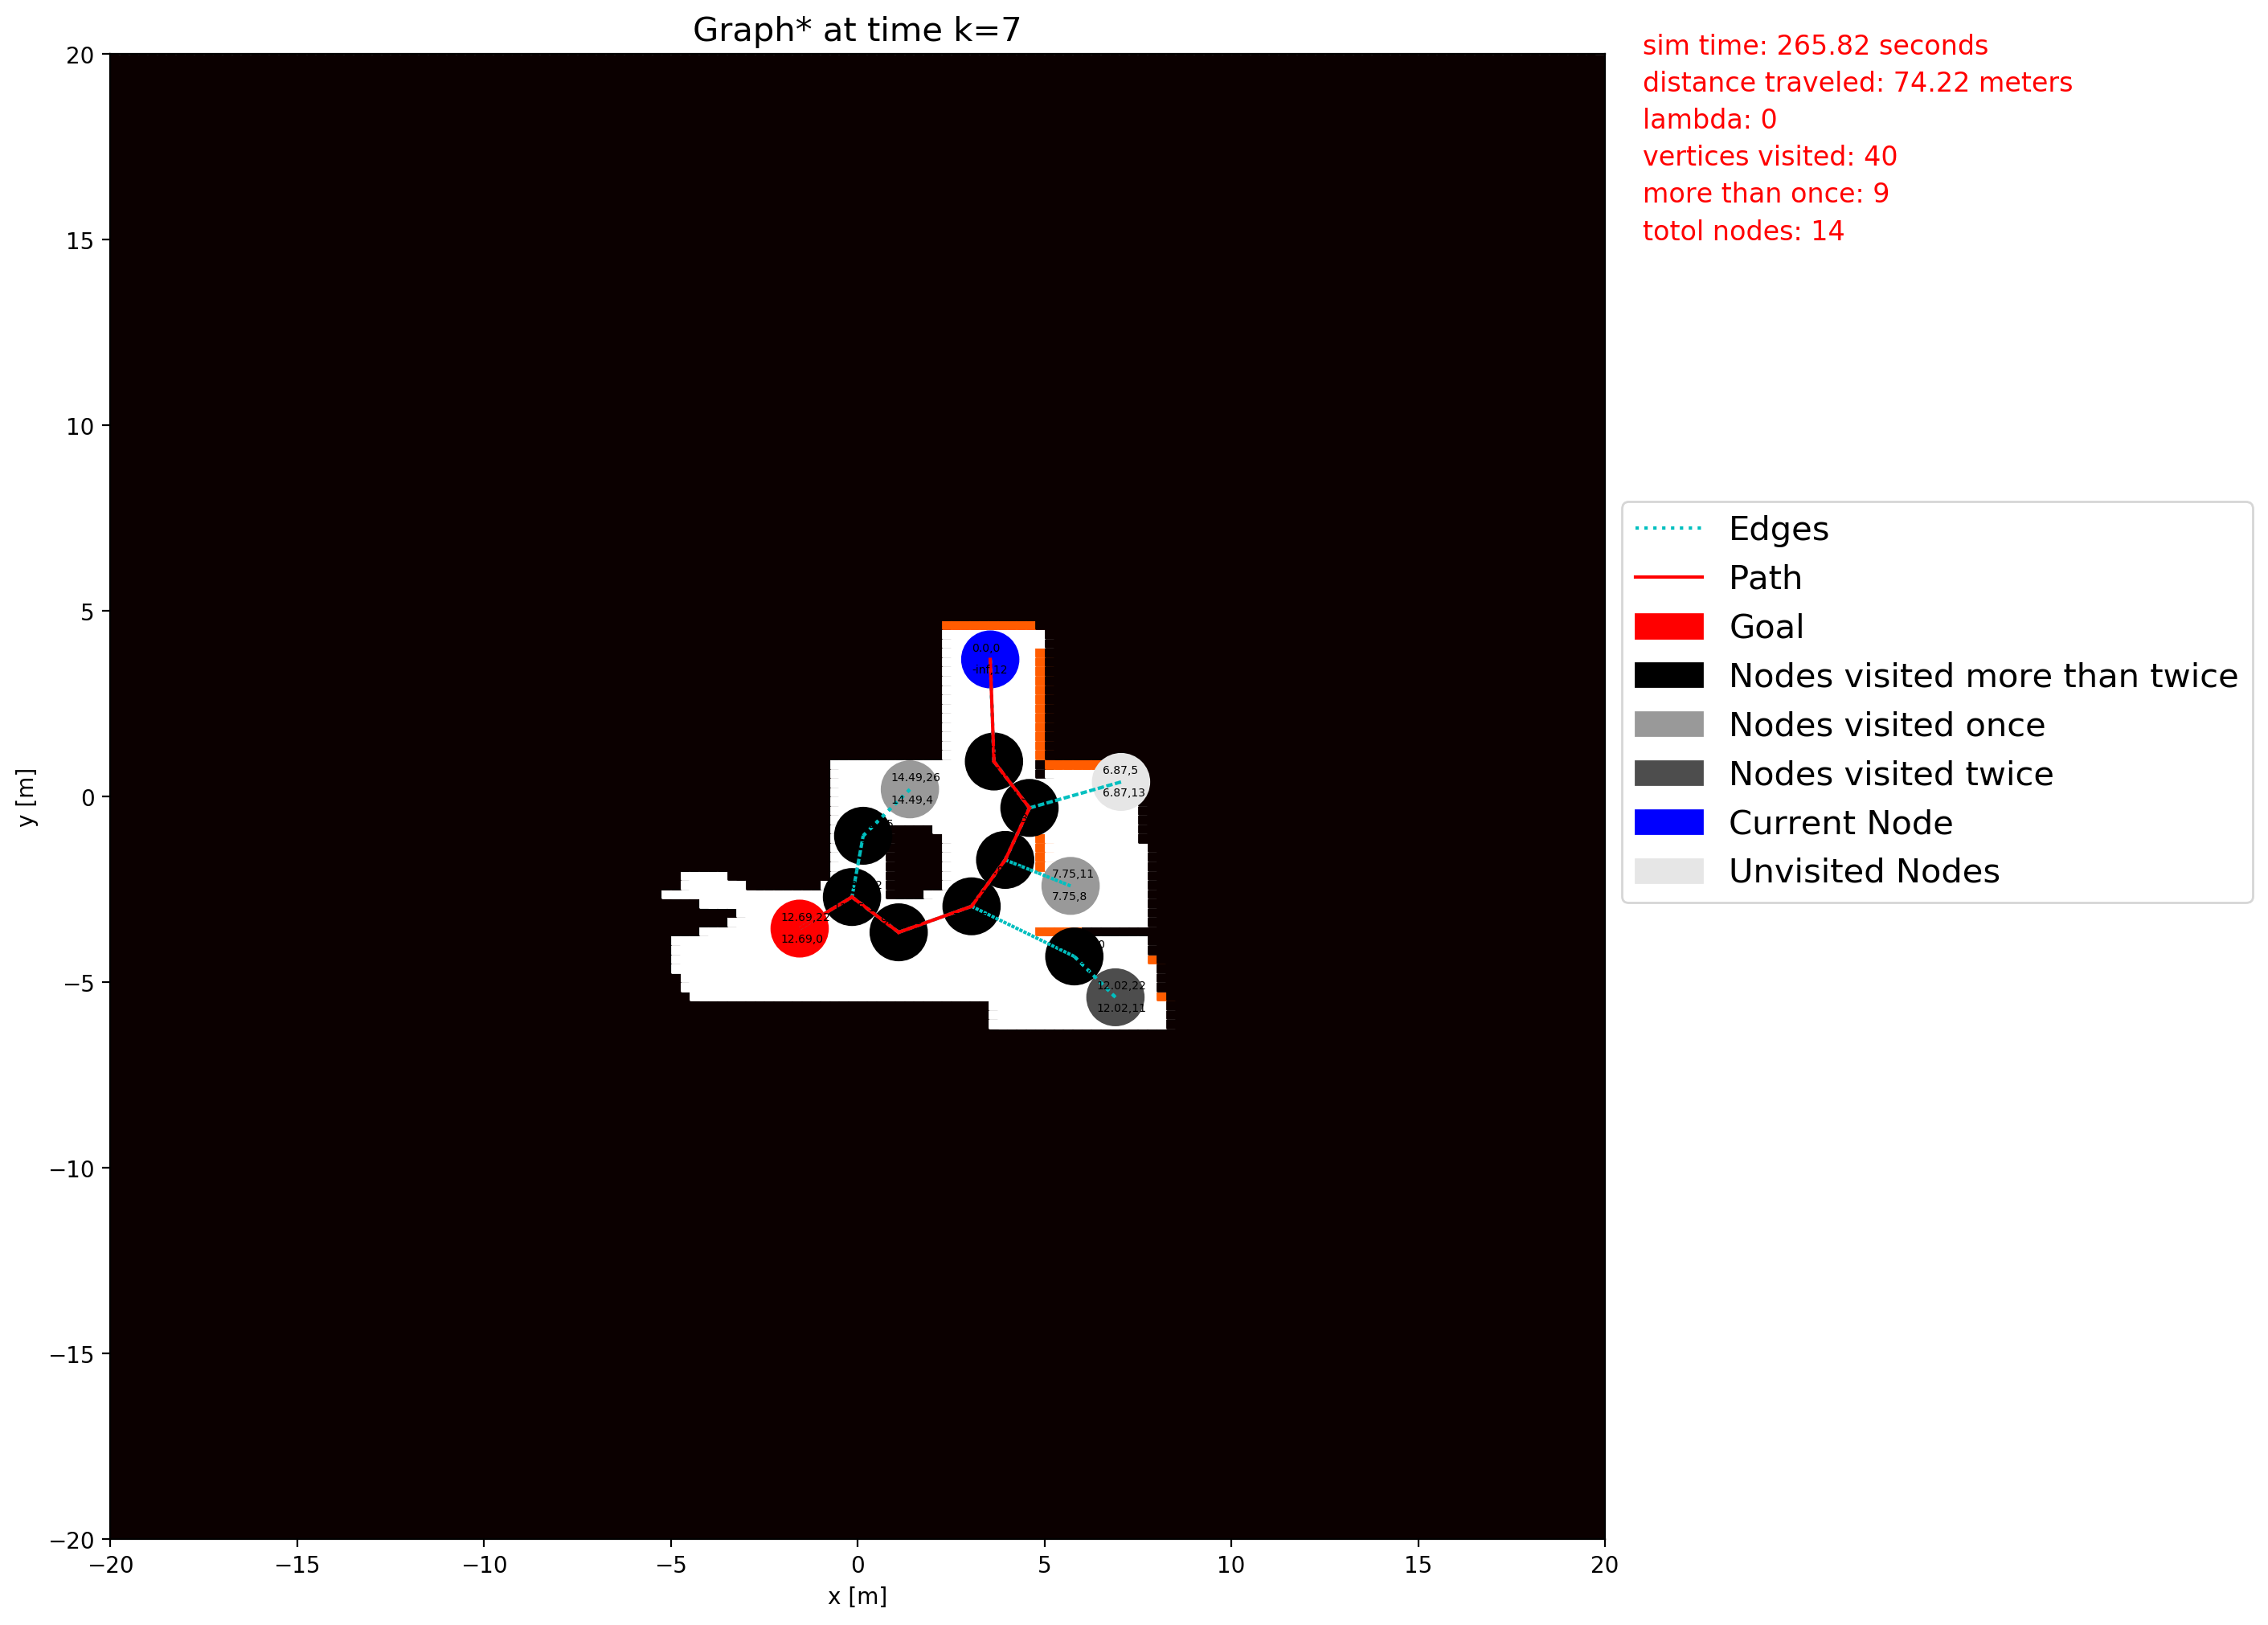 Graph* at time k=7
sim time: 265.82 seconds
distance traveled: 74.22 meters
lambda: 0
vertices visited: 40
more than once: 9
totol nodes: 14
20
15
10
5
0
−5
−10
−15
−20
y [m]
0.0,0
14.49,26
14.49,4
6.87,5
6.87,13
7.75,11
7.75,8
12.69,22
12.69,0
12.02,22
12.02,11
Edges
Path
Goal
Nodes visited more than twice
Nodes visited once
Nodes visited twice
Current Node
Unvisited Nodes
−20
−15
−10
−5
0
5
10
15
20
x [m]